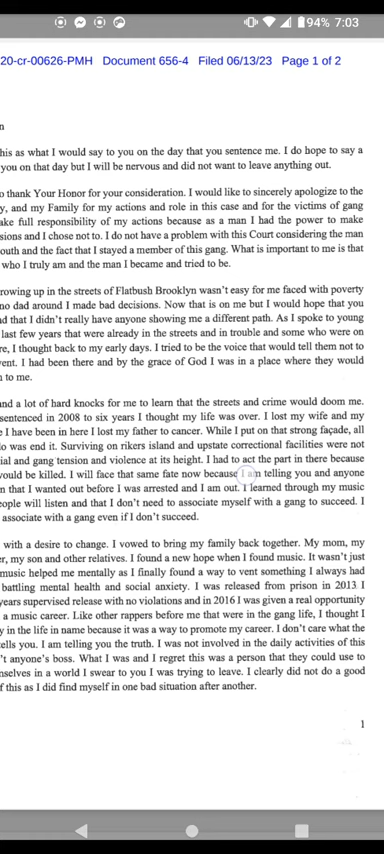 94% 7:03
20-cr-00626-PMH Document 656-4 Filed 06/13/23 Page 1 of 2
n
his as what I would say to you on the day that you sentence me. I do hope to say a
you on that day but I will be nervous and did not want to leave anything out.
o thank Your Honor for your consideration. I would like to sincerely apologize to the
y, and my Family for my actions and role in this case and for the victims of gang
ake full responsibility of my actions because as a man I had the power to make
sions and I chose not to. I do not have a problem with this Court considering the man
outh and the fact that I stayed a member of this gang. What is important to me is that
who I truly am and the man I became and tried to be.
rowing up in the streets of Flatbush Brooklyn wasn't easy for me faced with poverty
no dad around I made bad decisions. Now that is on me but I would hope that you
nd that I didn't really have anyone showing me a different path. As I spoke to young
last few years that were already in the streets and in trouble and some who were on
re, I thought back to my early days. I tried to be the voice that would tell them not to
vent. I had been there and by the grace of God I was in a place where they would
n to me.
and a lot of hard knocks for me to learn that the streets and crime would doom me.
sentenced in 2008 to six years I thought my life was over. I lost my wife and my
e I have been in here I lost my father to cancer. While I put on that strong façade, all
do was end it. Surviving on rikers island and upstate correctional facilities were not
cial and gang tension and violence at its height. I had to act the part in there because
would be killed. I will face that same fate now because I am telling you and anyone
n that I wanted out before I was arrested and I am out. I learned through my music
eople will listen and that I don't need to associate myself with a gang to succeed. I
associate with a gang even if I don't succeed.
with a desire to change. I vowed to bring my family back together. My mom, my
er, my son and other relatives. I found a new hope when I found music. It wasn't just
music helped me mentally as I finally found a way to vent something I always had
battling mental health and social anxiety. I was released from prison in 2013 I
years supervised release with no violations and in 2016 I was given a real opportunity
a music career. Like other rappers before me that were in the gang life, I thought I
y in the life in name because it was a way to promote my career. I don't care what the
tells you. I am telling you the truth. I was not involved in the daily activities of this
't anyone's boss. What I was and I regret this was a person that they could use to
mselves in a world I swear to you I was trying to leave. I clearly did not do a good
f this as I did find myself in one bad situation after another.
1